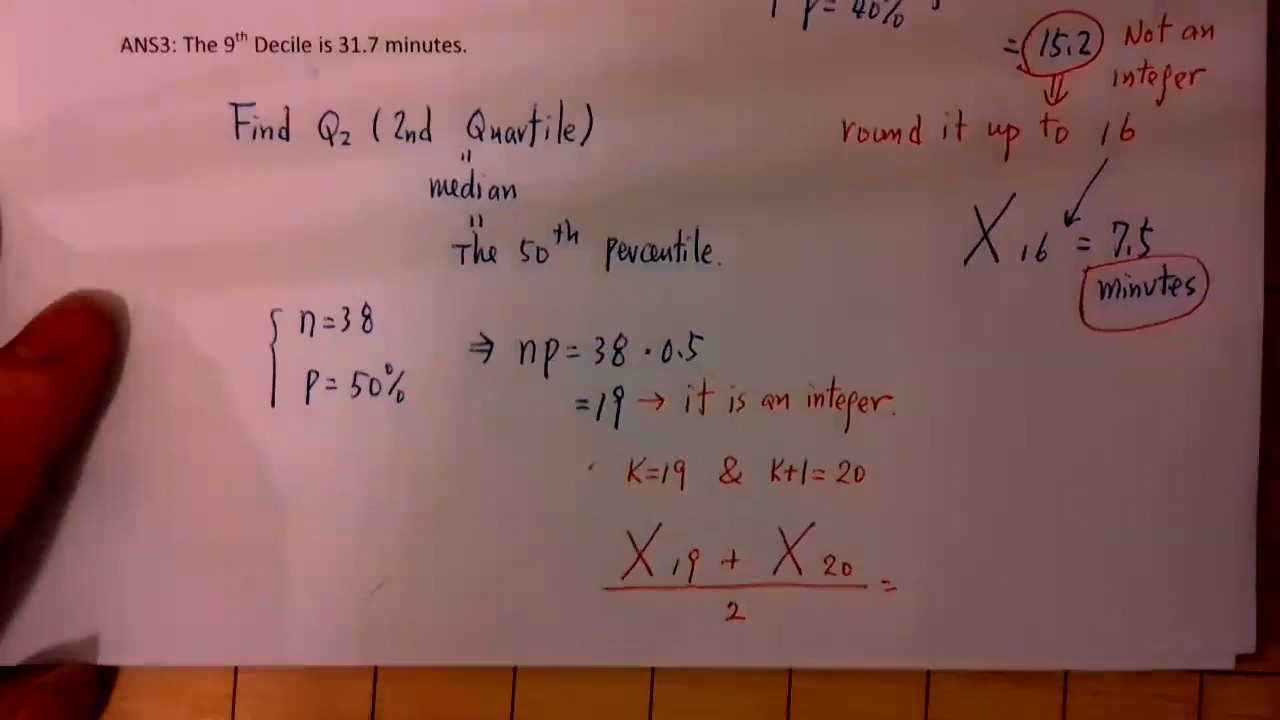 P = 40%
ANS3: The 9th Decile is 31.7 minutes.
= 15.2 Not an
integer
⇓
round it up to 16
X16 = 7.5
minutes
Find Q2 (2nd Quartile)
"
median
"
The 50th percentile.
{ n=38
P = 50%
⇒ np = 38 · 0.5
= 19 → it is an integer.
K=19 & K+1= 20
X19 + X20 =
2